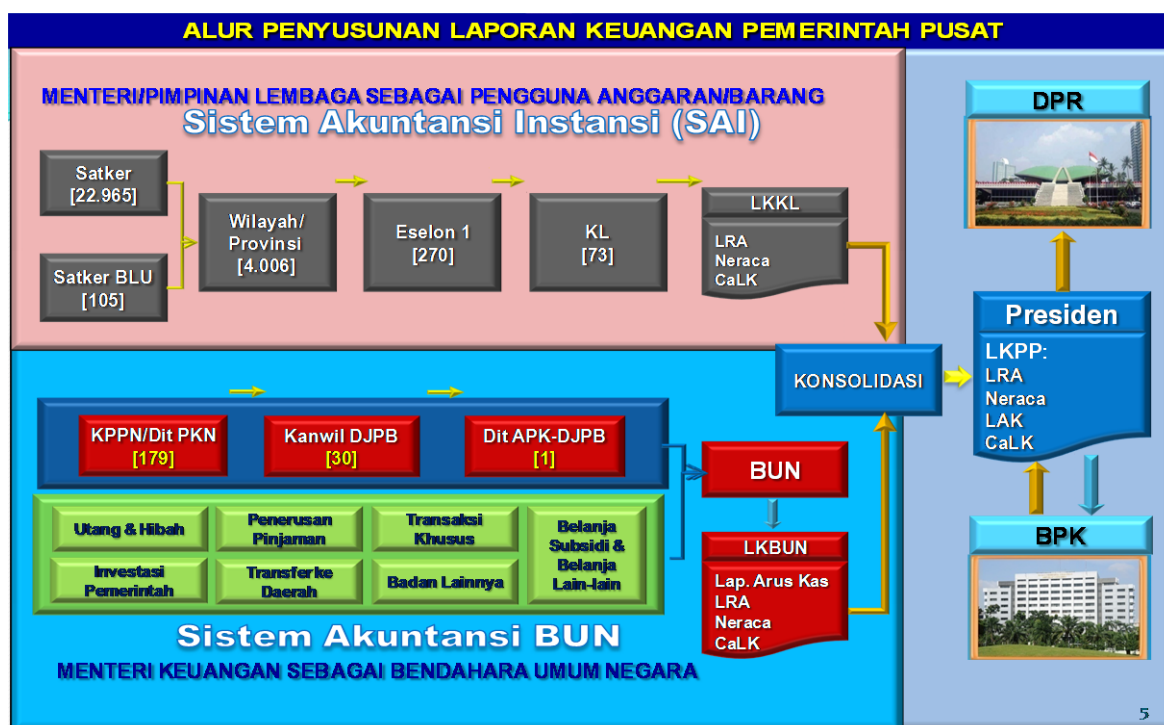 ALUR PENYUSUNAN LAPORAN KEUANGAN PEMERINTAH PUSAT
MENTERI/PIMPINAN LEMBAGA SEBAGAI PENGGUNA ANGGARAN/BARANG
Sistem Akuntansi Instansi (SAI)
Satker
[22.965]
Satker BLU
[105]
Wilayah/
Provinsi
[4.006]
Eselon 1
[270]
KL
[73]
LKKL
LRA
Neraca
CaLK
KONSOLIDASI
KPPN/Dit PKN
[179]
Kanwil DJPB
[30]
Dit APK-DJPB
[1]
Utang & Hibah
Penerusan
Pinjaman
Transaksi
Khusus
Belanja
Subsidi &
Belanja
Lain-lain
Investasi
Pemerintah
Transfer ke
Daerah
Badan Lainnya
BUN
LKBUN
Lap. Arus Kas
LRA
Neraca
CaLK
Sistem Akuntansi BUN
MENTERI KEUANGAN SEBAGAI BENDAHARA UMUM NEGARA
DPR
Presiden
LKPP:
LRA
Neraca
LAK
CaLK
BPK
5